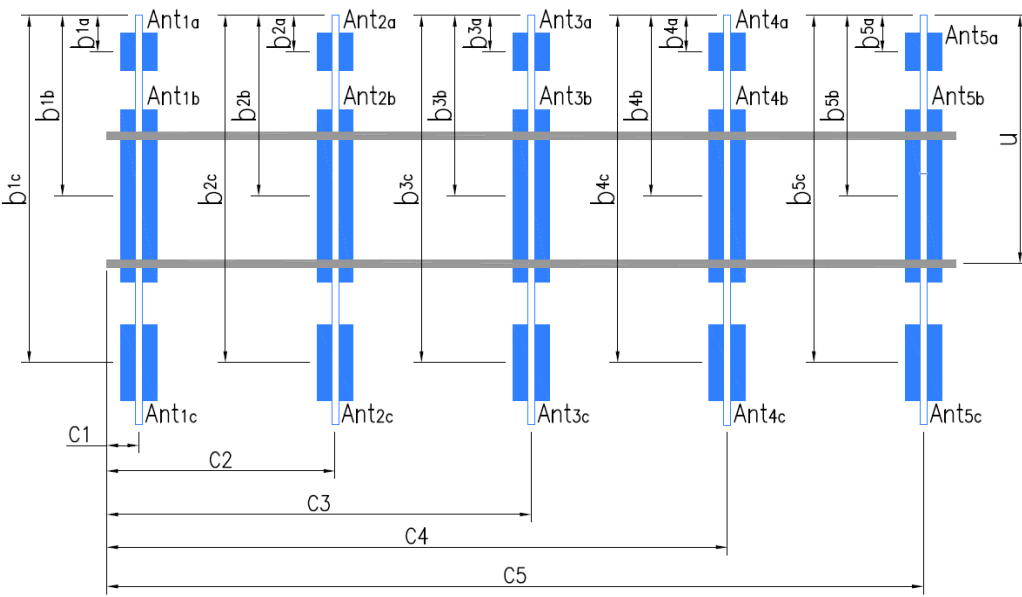 b1a
Ant1a
b2a
Ant2a
b3a
Ant3a
b4a
Ant4a
b5a
Ant5a
b1b
Ant1b
b2b
Ant2b
b3b
Ant3b
b4b
Ant4b
b5b
Ant5b
u
b1c
b2c
b3c
b4c
b5c
Ant1c
Ant2c
Ant3c
Ant4c
Ant5c
C1
C2
C3
C4
C5